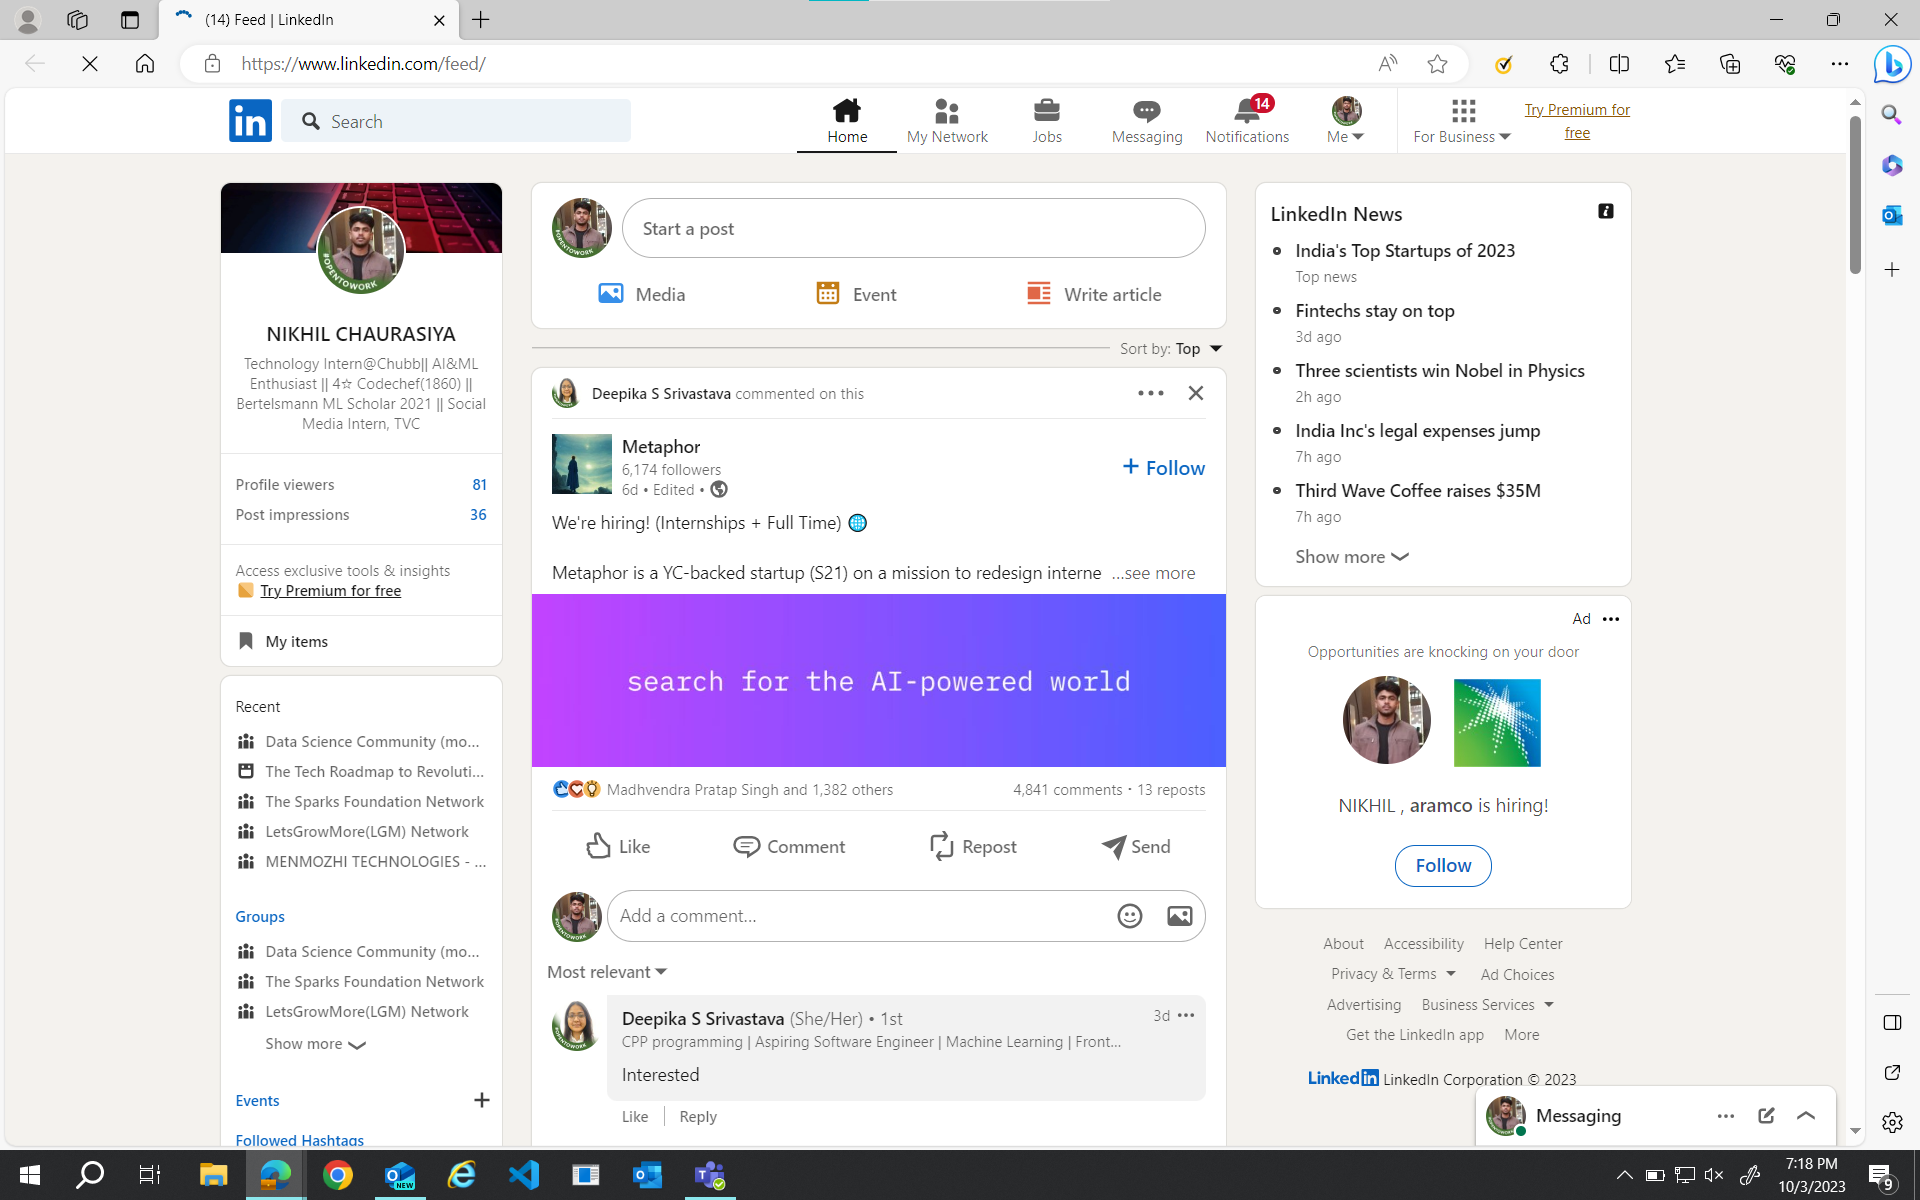 (14) Feed | LinkedIn
https://www.linkedin.com/feed/
in
Search
Home
My Network
Jobs
Messaging
14
Notifications
Me
For Business
Try Premium for
free
#OPENTOWORK
NIKHIL CHAURASIYA
Technology Intern@Chubb|| AI&ML
Enthusiast || 4☆ Codechef(1860) ||
Bertelsmann ML Scholar 2021 || Social
Media Intern, TVC
Profile viewers 81
Post impressions 36
Access exclusive tools & insights
Try Premium for free
My items
Recent
Data Science Community (mo...
The Tech Roadmap to Revoluti...
The Sparks Foundation Network
LetsGrowMore(LGM) Network
MENMOZHI TECHNOLOGIES - ...
Groups
Data Science Community (mo...
The Sparks Foundation Network
LetsGrowMore(LGM) Network
Show more
Events
Followed Hashtags
Start a post
Media
Event
Write article
Sort by: Top
Deepika S Srivastava commented on this
Metaphor
6,174 followers
6d • Edited •
+ Follow
We're hiring! (Internships + Full Time) 🌐
Metaphor is a YC-backed startup (S21) on a mission to redesign interne ...see more
search for the AI-powered world
Madhvendra Pratap Singh and 1,382 others
4,841 comments • 13 reposts
Like
Comment
Repost
Send
Add a comment...
Most relevant
Deepika S Srivastava (She/Her) • 1st
3d
CPP programming | Aspiring Software Engineer | Machine Learning | Front...
Interested
Like
Reply
LinkedIn News
India's Top Startups of 2023
Top news
Fintechs stay on top
3d ago
Three scientists win Nobel in Physics
2h ago
India Inc's legal expenses jump
7h ago
Third Wave Coffee raises $35M
7h ago
Show more
Ad
Opportunities are knocking on your door
NIKHIL , aramco is hiring!
Follow
About Accessibility Help Center
Privacy & Terms Ad Choices
Advertising Business Services
Get the LinkedIn app More
LinkedIn LinkedIn Corporation © 2023
Messaging
NEW
7:18 PM
10/3/2023
9